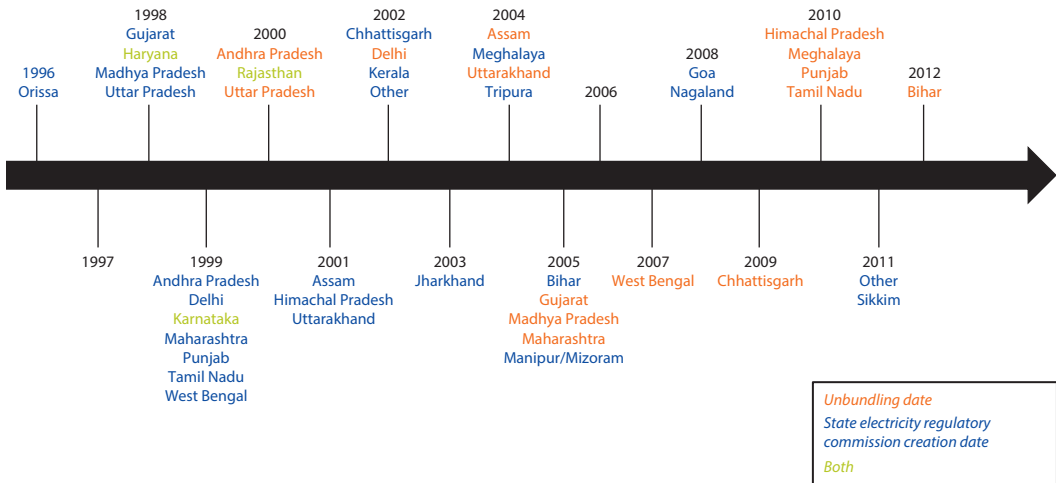 1996
Orissa
1998
Gujarat
Haryana
Madhya Pradesh
Uttar Pradesh
2000
Andhra Pradesh
Rajasthan
Uttar Pradesh
2002
Chhattisgarh
Delhi
Kerala
Other
2004
Assam
Meghalaya
Uttarakhand
Tripura
2006
2008
Goa
Nagaland
2010
Himachal Pradesh
Meghalaya
Punjab
Tamil Nadu
2012
Bihar
1997
1999
Andhra Pradesh
Delhi
Karnataka
Maharashtra
Punjab
Tamil Nadu
West Bengal
2001
Assam
Himachal Pradesh
Uttarakhand
2003
Jharkhand
2005
Bihar
Gujarat
Madhya Pradesh
Maharashtra
Manipur/Mizoram
2007
West Bengal
2009
Chhattisgarh
2011
Other
Sikkim
Unbundling date
State electricity regulatory
commission creation date
Both